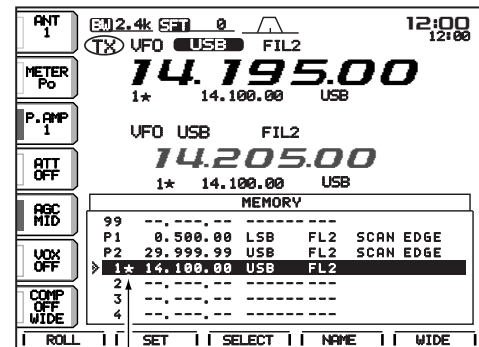 ANT
1
BW 2.4k SFT 0
12:00
12:00
TX VFO USB FIL2
METER
Po
14.195.00
1★ 14.100.00 USB
P.AMP
1
VFO USB FIL2
14.205.00
1★ 14.100.00 USB
ATT
OFF
MEMORY
AGC
MID
99 --.---.-- ------ ---
P1 0.500.00 LSB FL2 SCAN EDGE
P2 29.999.99 USB FL2 SCAN EDGE
1★ 14.100.00 USB FL2
2 --.---.-- ------ ---
3 --.---.-- ------ ---
4 --.---.-- ------ ---
VOX
OFF
COMP
OFF
WIDE
ROLL SET SELECT NAME WIDE